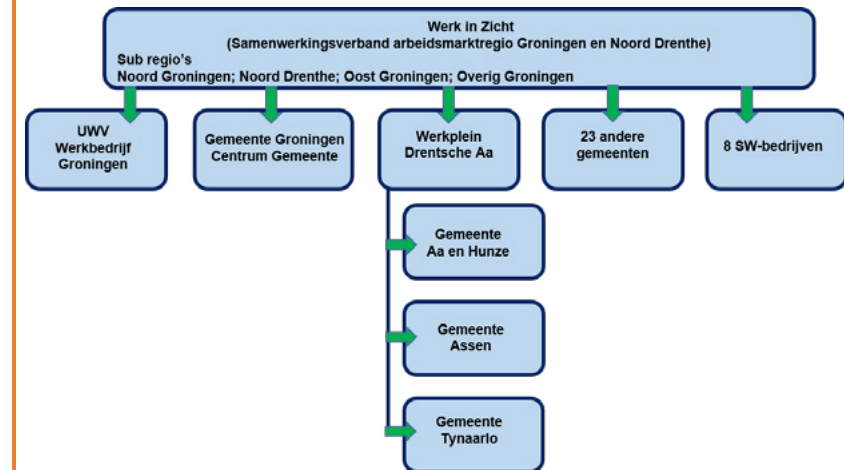 Werk in Zicht
(Samenwerkingsverband arbeidsmarktregio Groningen en Noord Drenthe)
Sub regio's
Noord Groningen; Noord Drenthe; Oost Groningen; Overig Groningen
UWV
Werkbedrijf
Groningen
Gemeente Groningen
Centrum Gemeente
Werkplein
Drentsche Aa
23 andere
gemeenten
8 SW-bedrijven
Gemeente
Aa en Hunze
Gemeente
Assen
Gemeente
Tynaarlo